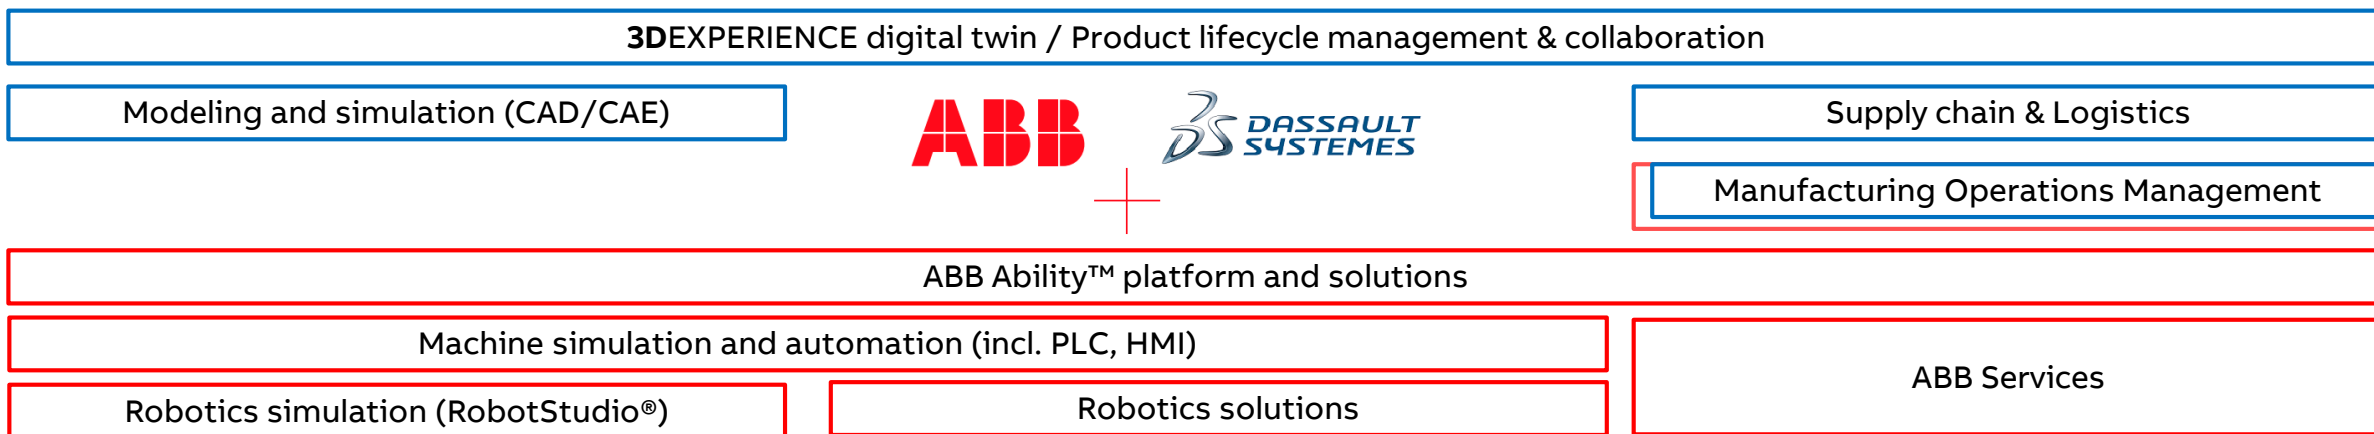 3DEXPERIENCE digital twin / Product lifecycle management & collaboration
Modeling and simulation (CAD/CAE)
ABB
DASSAULT
SYSTEMES
Supply chain & Logistics
Manufacturing Operations Management
ABB Ability™ platform and solutions
Machine simulation and automation (incl. PLC, HMI)
ABB Services
Robotics simulation (RobotStudio®)
Robotics solutions